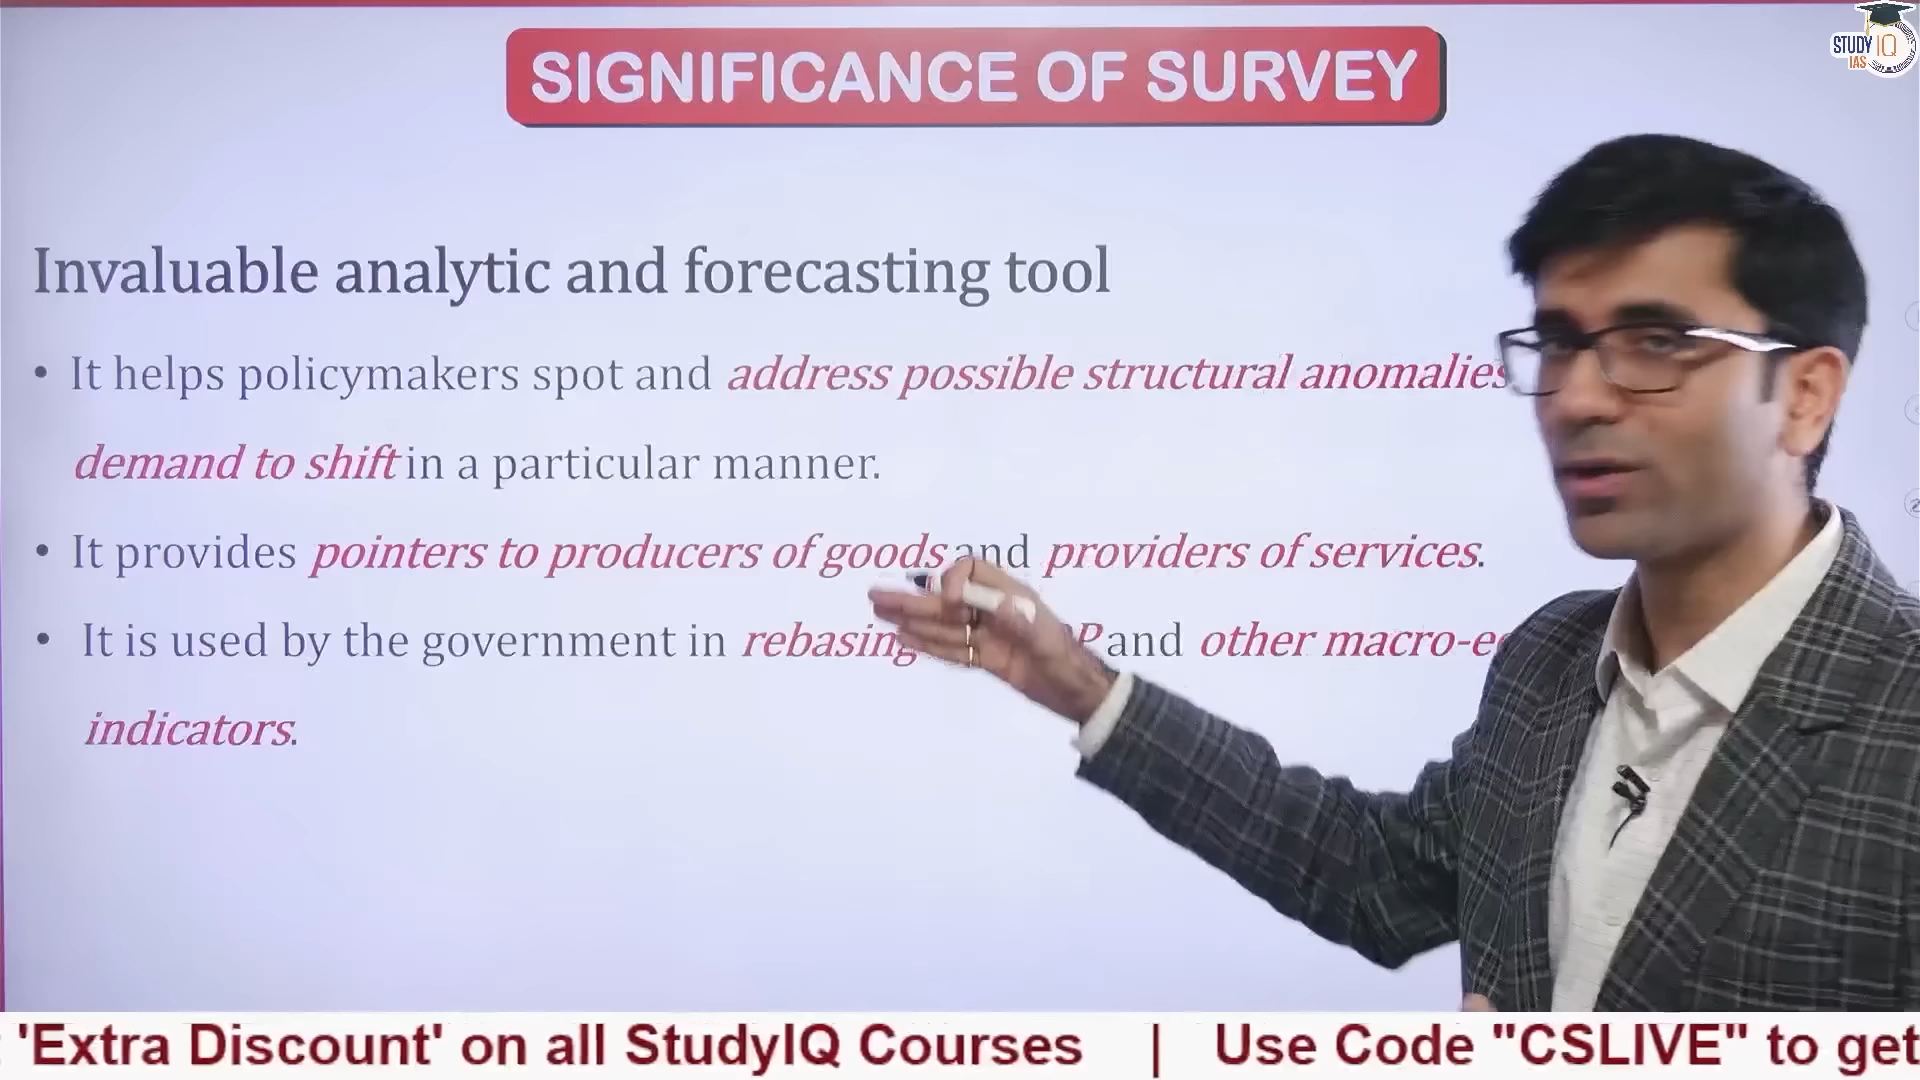 STUDY IQ
IAS
SIGNIFICANCE OF SURVEY
Invaluable analytic and forecasting tool
• It helps policymakers spot and address possible structural anomalies
demand to shift in a particular manner.
• It provides pointers to producers of goods and providers of services.
• It is used by the government in rebasing and other
indicators.
'Extra Discount' on all StudyIQ Courses | Use Code "CSLIVE" to get